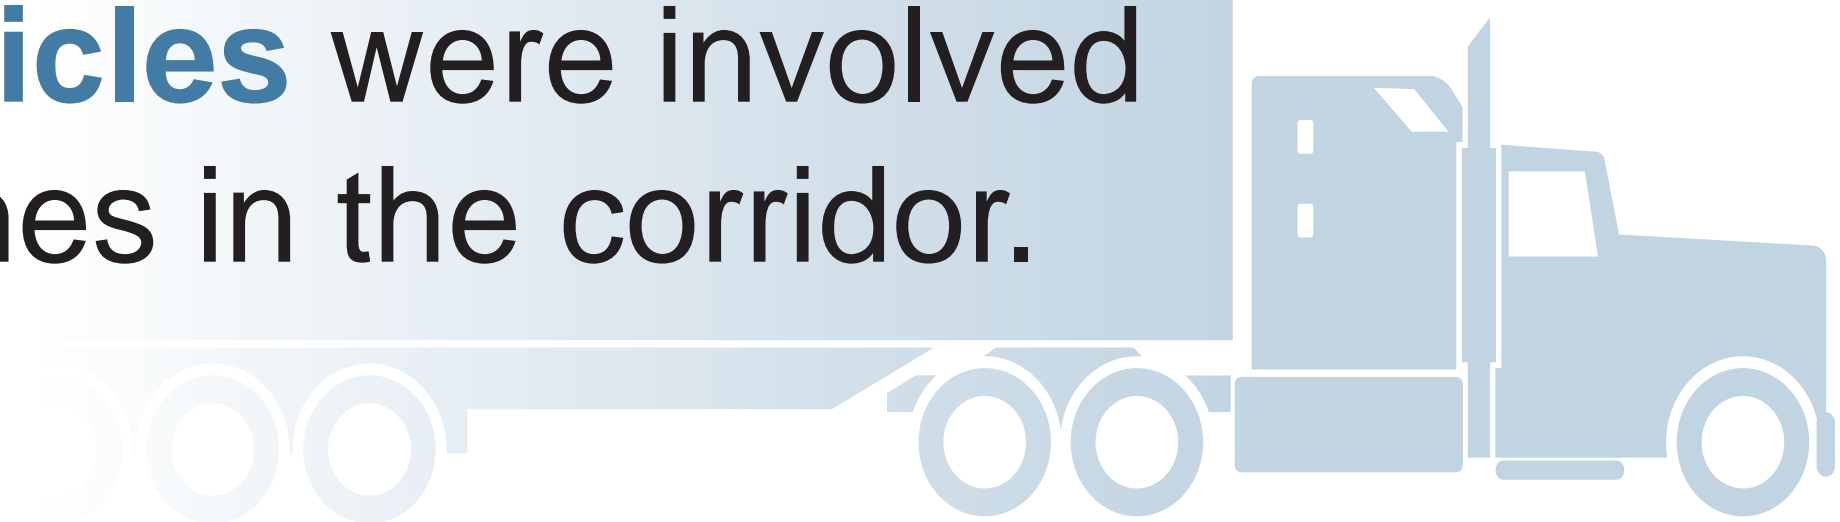 icles were involved
es in the corridor.